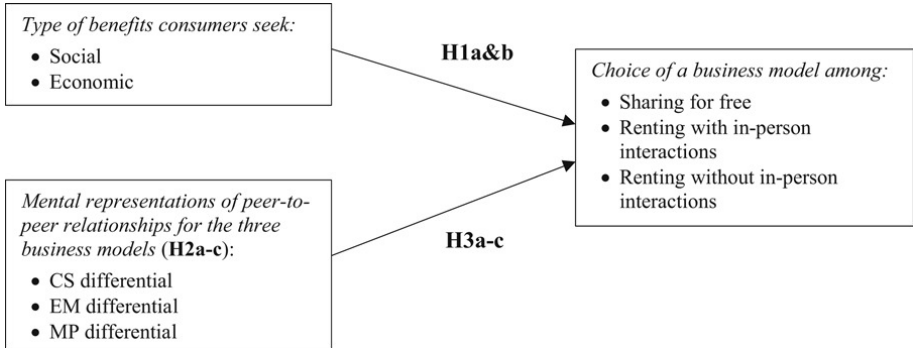 Type of benefits consumers seek:
• Social
• Economic
H1a&b
Choice of a business model among:
• Sharing for free
• Renting with in-person
interactions
• Renting without in-person
interactions
Mental representations of peer-to-
peer relationships for the three
business models (H2a-c):
• CS differential
• EM differential
• MP differential
H3a-c